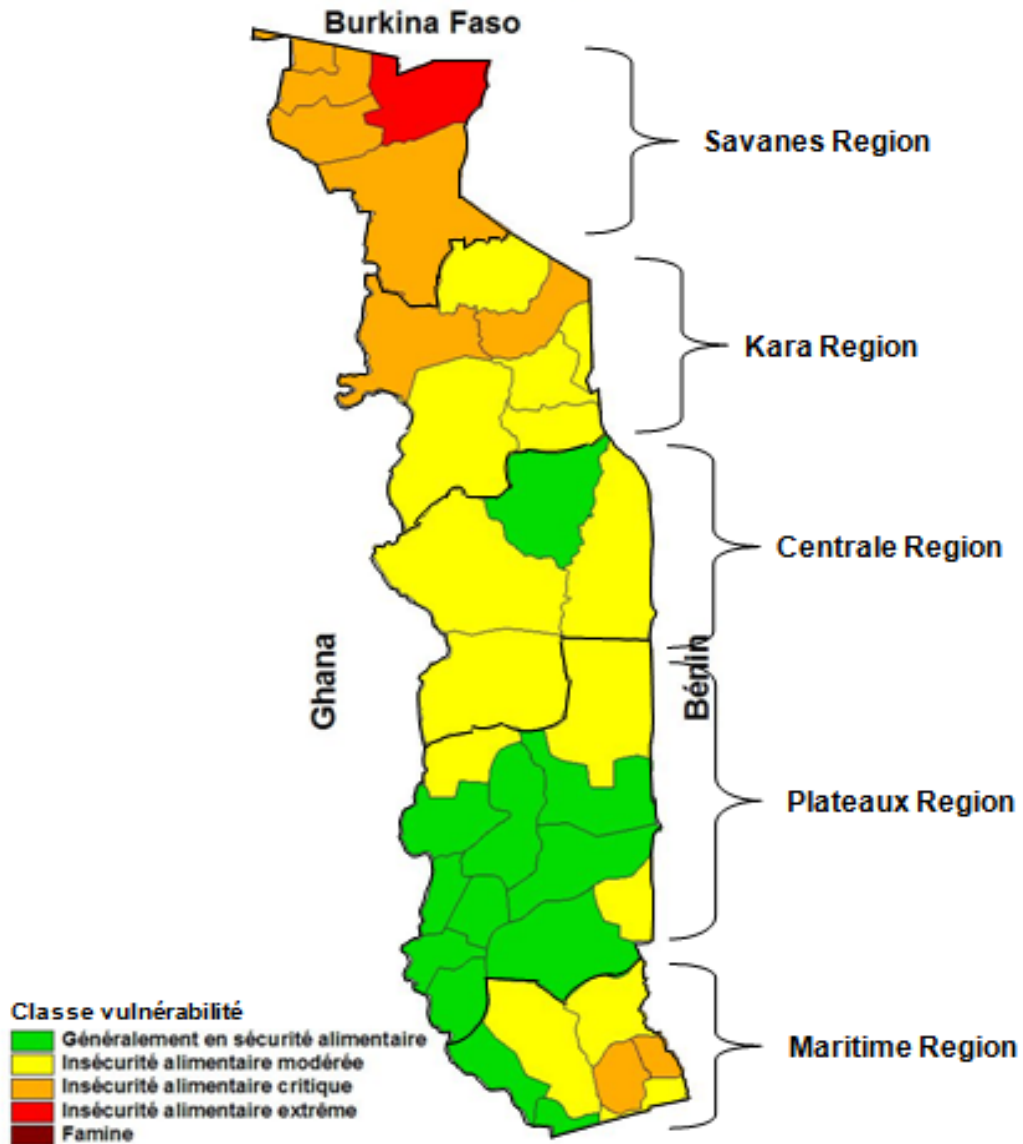 Burkina Faso
Savanes Region
Kara Region
Centrale Region
Ghana
Bénin
Plateaux Region
Maritime Region
Classe vulnérabilité
Généralement en sécurité alimentaire
Insécurité alimentaire modérée
Insécurité alimentaire critique
Insécurité alimentaire extrême
Famine